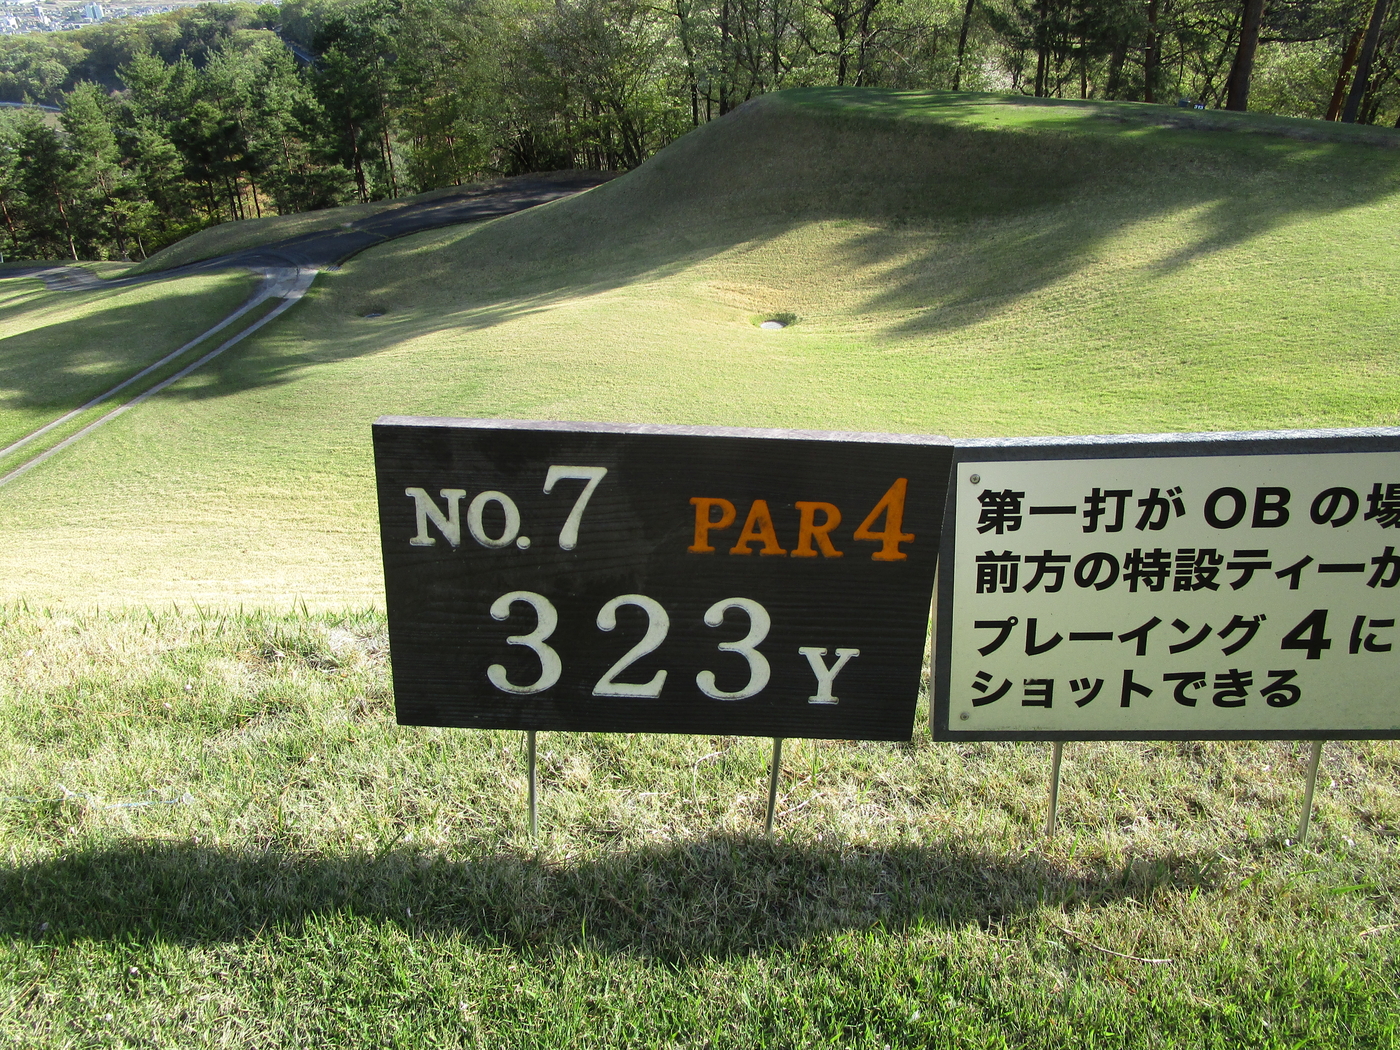 NO.7 PAR4
323Y
第一打が OB の場
前方の特設ティーか
プレーイング 4 に
ショットできる